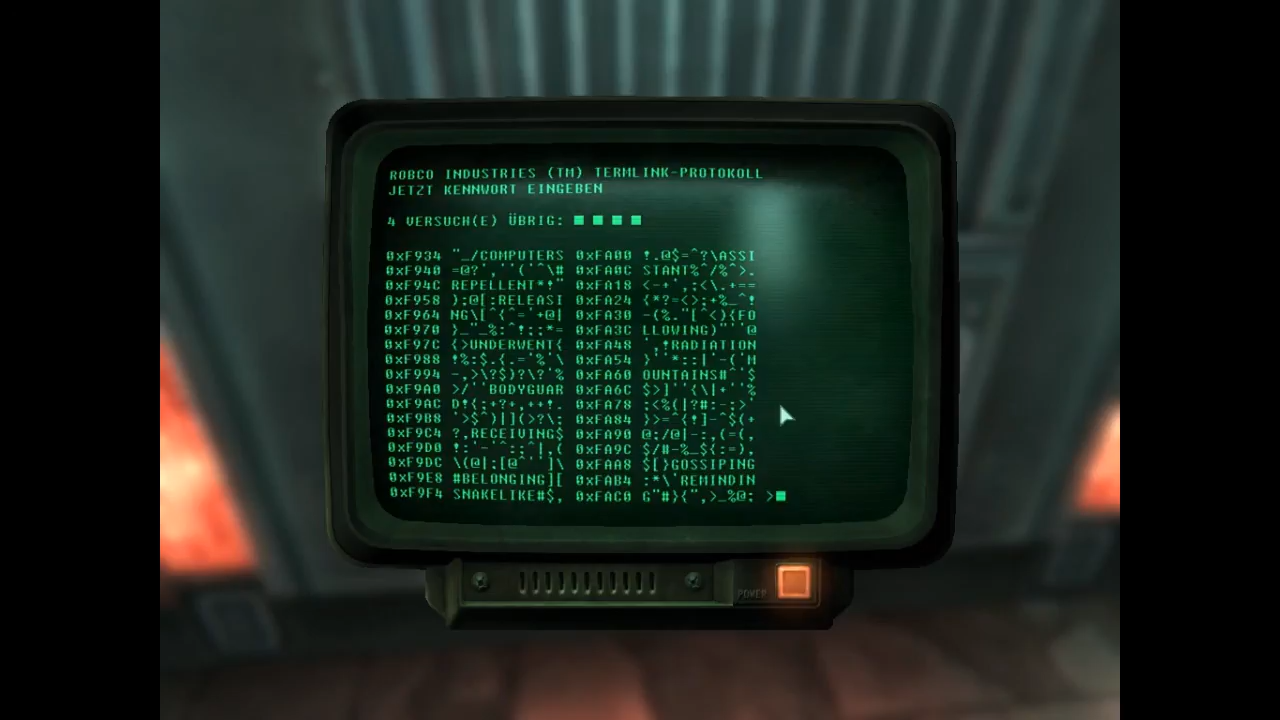 ROBCO INDUSTRIES (TM) TERMLINK-PROTOKOLL
JETZT KENNWORT EINGEBEN
4 VERSUCH(E) ÜBRIG: ■ ■ ■ ■
0xF934 "_/COMPUTERS 0xFA00 !.@$=^?\ASSI
0xF940 =@?',''('^\# 0xFA0C STANT%^/%^>.
0xF94C REPELLENT*!" 0xFA18 <-+',:<\.+==
0xF958 );@[:RELEASI 0xFA24 {*?=<>;+%_^!
0xF964 NG\[^{^='+@| 0xFA30 -(%."[^<){FO
0xF970 }_"_%:^!;;*= 0xFA3C LLOWING)"''@
0xF97C {>UNDERWENT{ 0xFA48 ',!RADIATION
0xF988 !%:$.{.='%'\ 0xFA54 }''*::|'-('M
0xF994 -,>\?$)?\?'% 0xFA60 OUNTAINS#^'$
0xF9A0 >/''BODYGUAR 0xFA6C $>]''{\|+''%
0xF9AC D!{;+?+,++!. 0xFA78 ;<%(|?#:-;>'
0xF9B8 '>$^)|](>?\: 0xFA84 }>=^{!]-^$(+
0xF9C4 ?,RECEIVING$ 0xFA90 @;/@|-:,(=(,
0xF9D0 !:'-'^:;^|,( 0xFA9C $/#-%_${:=),
0xF9DC \(@|:[@^'']\ 0xFAA8 $[}GOSSIPING
0xF9E8 #BELONGING][ 0xFAB4 :*\'REMINDIN
0xF9F4 SNAKELIKE#$, 0xFAC0 G"#}{",>_%@; >■
POWER